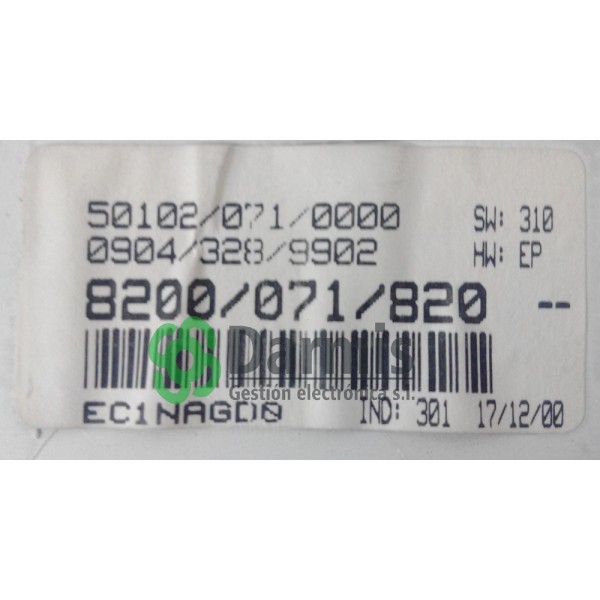 50102/071/0000 SW: 310
0904/328/9902 HW: EP
8200/071/820 --
Darmis
Gestión electrónica s.l.
EC1NAGD0 IND: 301 17/12/00